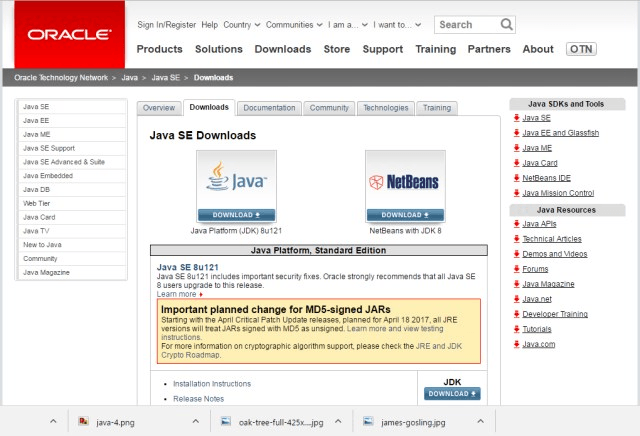 ORACLE
Sign In/Register Help Country Communities I am a... I want to... Search
Products Solutions Downloads Store Support Training Partners About OTN
Oracle Technology Network > Java > Java SE > Downloads
Java SE
Java EE
Java ME
Java SE Support
Java SE Advanced & Suite
Java Embedded
Java DB
Web Tier
Java Card
Java TV
New to Java
Community
Java Magazine
Overview Downloads Documentation Community Technologies Training
Java SE Downloads
Java
DOWNLOAD
Java Platform (JDK) 8u121
NetBeans
DOWNLOAD
NetBeans with JDK 8
Java Platform, Standard Edition
Java SE 8u121
Java SE 8u121 includes important security fixes. Oracle strongly recommends that all Java SE
8 users upgrade to this release.
Learn more
Important planned change for MD5-signed JARs
Starting with the April Critical Patch Update releases, planned for April 18 2017, all JRE
versions will treat JARs signed with MD5 as unsigned. Learn more and view testing
instructions.
For more information on cryptographic algorithm support, please check the JRE and JDK
Crypto Roadmap.
Installation Instructions
Release Notes
JDK
DOWNLOAD
Java SDKs and Tools
Java SE
Java EE and Glassfish
Java ME
Java Card
NetBeans IDE
Java Mission Control
Java Resources
Java APIs
Technical Articles
Demos and Videos
Forums
Java Magazine
Java.net
Developer Training
Tutorials
Java.com
java-4.png
oak-tree-full-425x....jpg
james-gosling.jpg